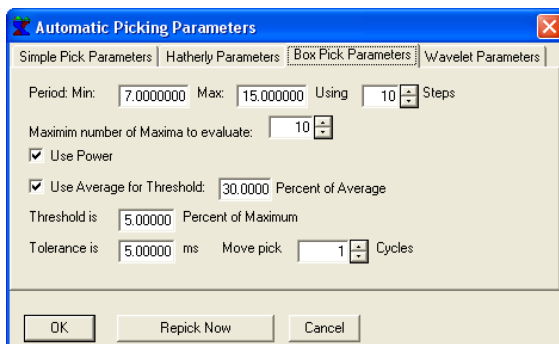 Automatic Picking Parameters
Simple Pick Parameters Hatherly Parameters Box Pick Parameters Wavelet Parameters
Period: Min: 7.0000000 Max: 15.000000 Using 10 Steps
Maximim number of Maxima to evaluate: 10
Use Power
Use Average for Threshold: 30.0000 Percent of Average
Threshold is 5.00000 Percent of Maximum
Tolerance is 5.00000 ms Move pick 1 Cycles
OK Repick Now Cancel